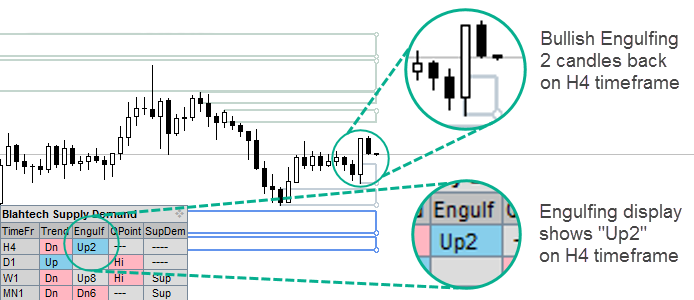 Bullish Engulfing
2 candles back
on H4 timeframe
Blahtech Supply Demand
TimeFr Trend Engulf QPoint SupDem
H4 Dn Up2 --- ----
D1 Up Hi ----
W1 Dn Up8 Hi Sup
MN1 Dn Dn6 --- Sup
Engulf
Up2
Engulfing display
shows "Up2"
on H4 timeframe